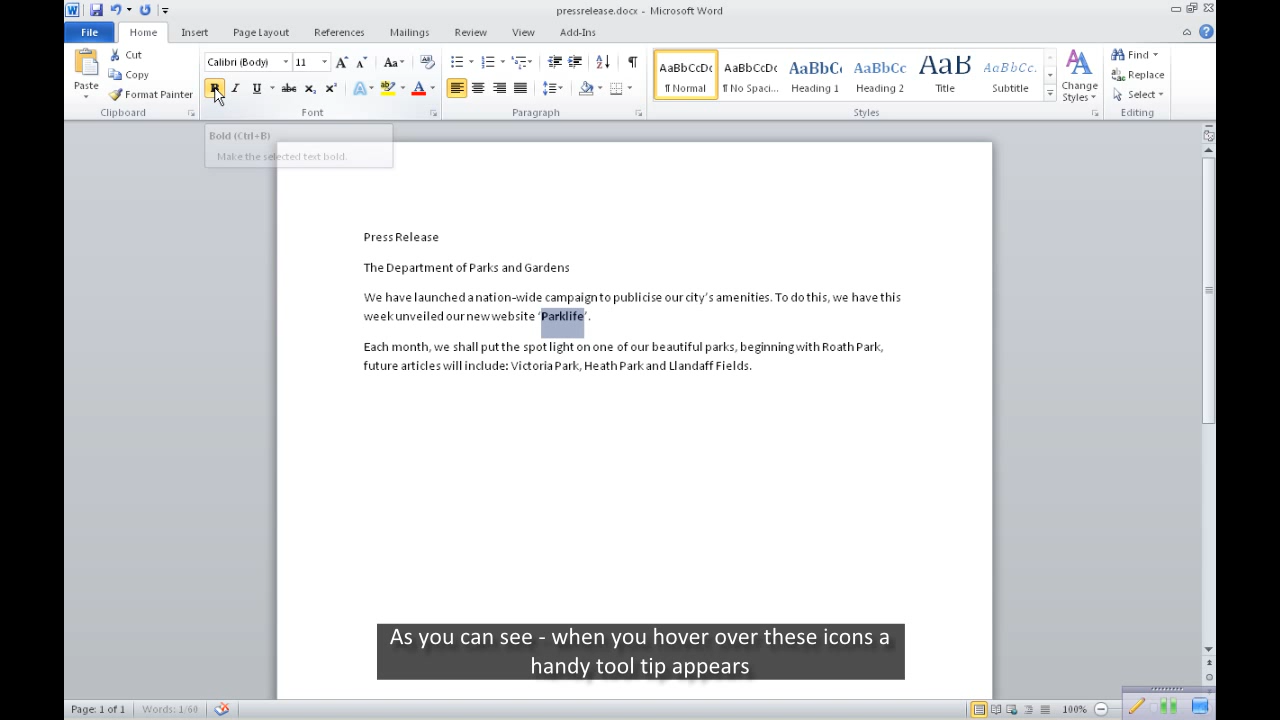 pressrelease.docx - Microsoft Word
File Home Insert Page Layout References Mailings Review View Add-Ins
Paste
Cut
Copy
Format Painter
Clipboard
Calibri (Body) 11
Font
Paragraph
AaBbCcDc AaBbCcDc AaBbC AaBbCc AaB AaBbCc.
¶ Normal ¶ No Spaci... Heading 1 Heading 2 Title Subtitle
Change
Styles
Styles
Find
Replace
Select
Editing
Bold (Ctrl+B)
Make the selected text bold.
Press Release
The Department of Parks and Gardens
We have launched a nation-wide campaign to publicise our city's amenities. To do this, we have this
week unveiled our new website 'Parklife'.
Each month, we shall put the spot light on one of our beautiful parks, beginning with Roath Park,
future articles will include: Victoria Park, Heath Park and Llandaff Fields.
As you can see - when you hover over these icons a
handy tool tip appears
Page: 1 of 1 Words: 1/60 100%